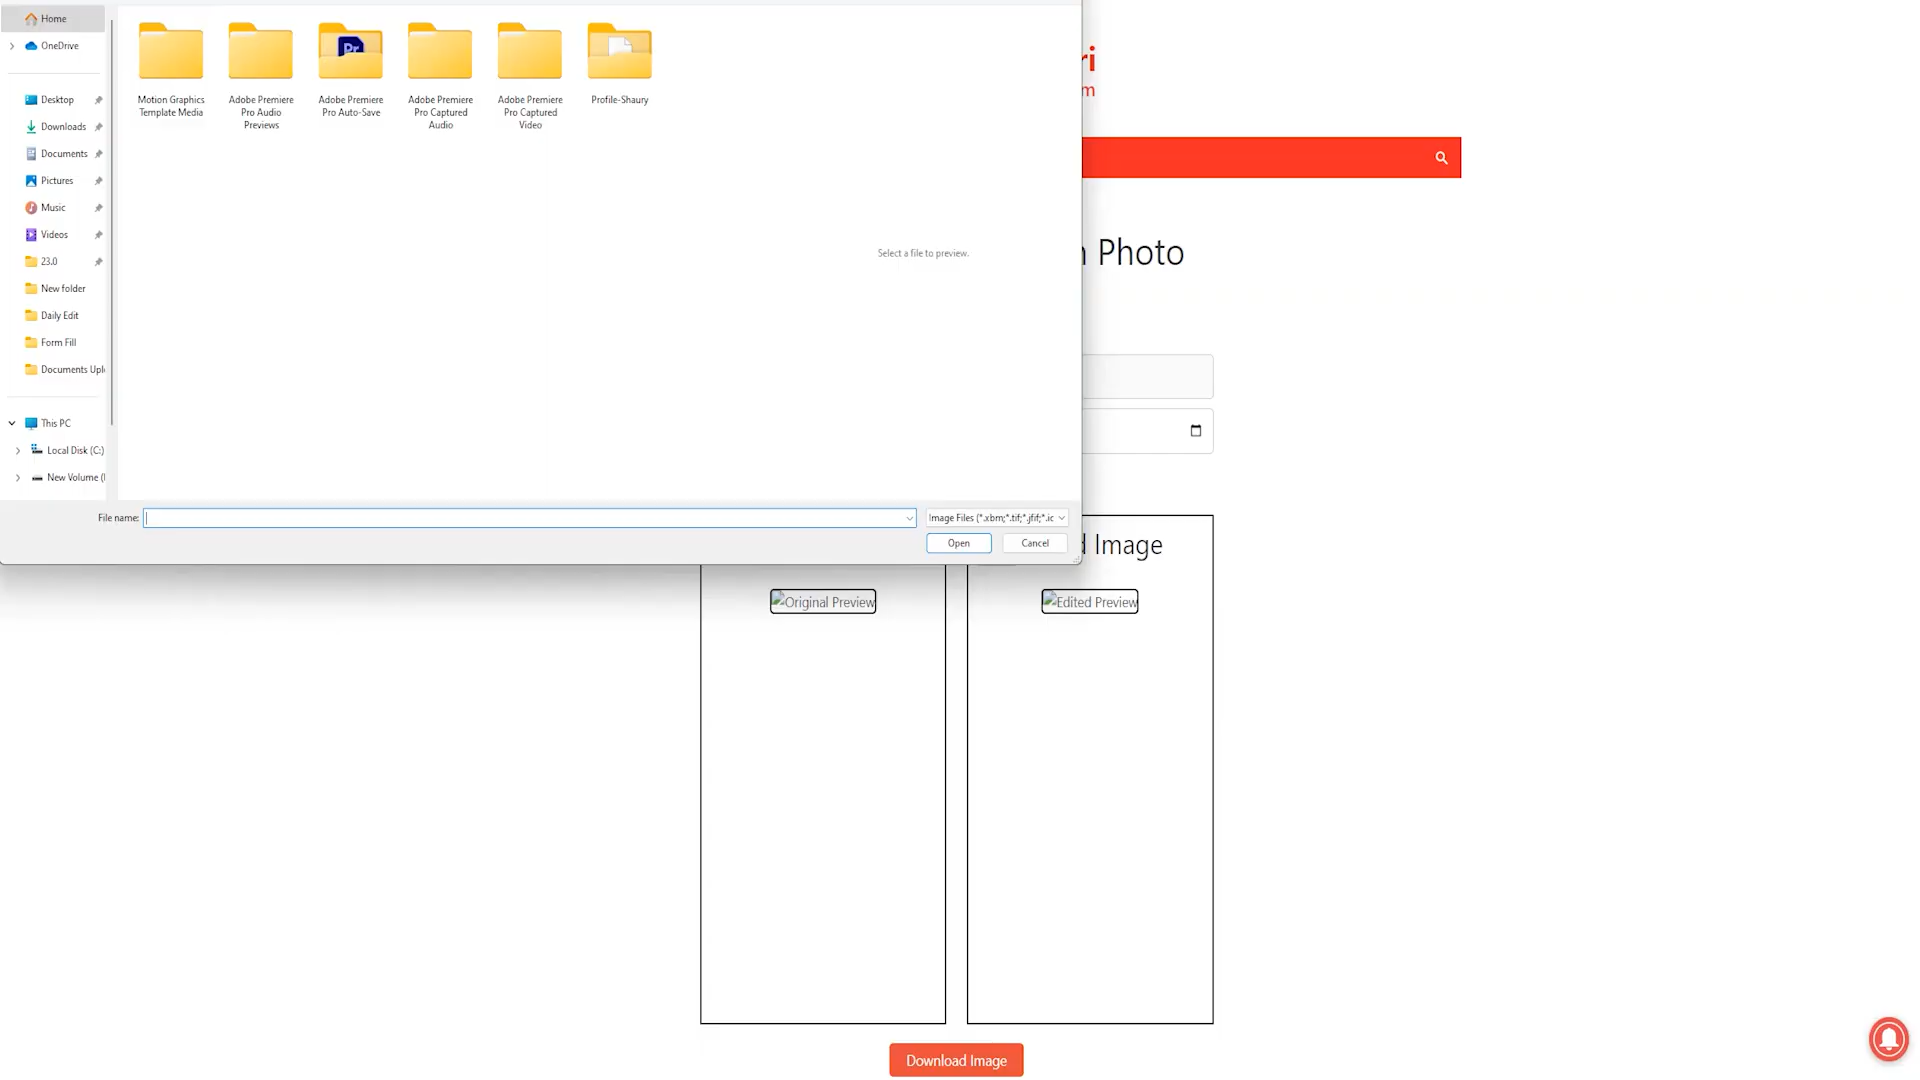 Home
OneDrive
Desktop
Downloads
Documents
Pictures
Music
Videos
23.0
New folder
Daily Edit
Form Fill
Documents Upl
This PC
Local Disk (C:)
New Volume (
Motion Graphics
Template Media
Adobe Premiere
Pro Audio
Previews
Pr
Adobe Premiere
Pro Auto-Save
Adobe Premiere
Pro Captured
Audio
Adobe Premiere
Pro Captured
Video
Profile-Shaury
Select a file to preview.
File name:
Image Files (*.xbm;*.tif;*.jfif;*.ic
Open
Cancel
ri
m
n Photo
d Image
Original Preview
Edited Preview
Download Image